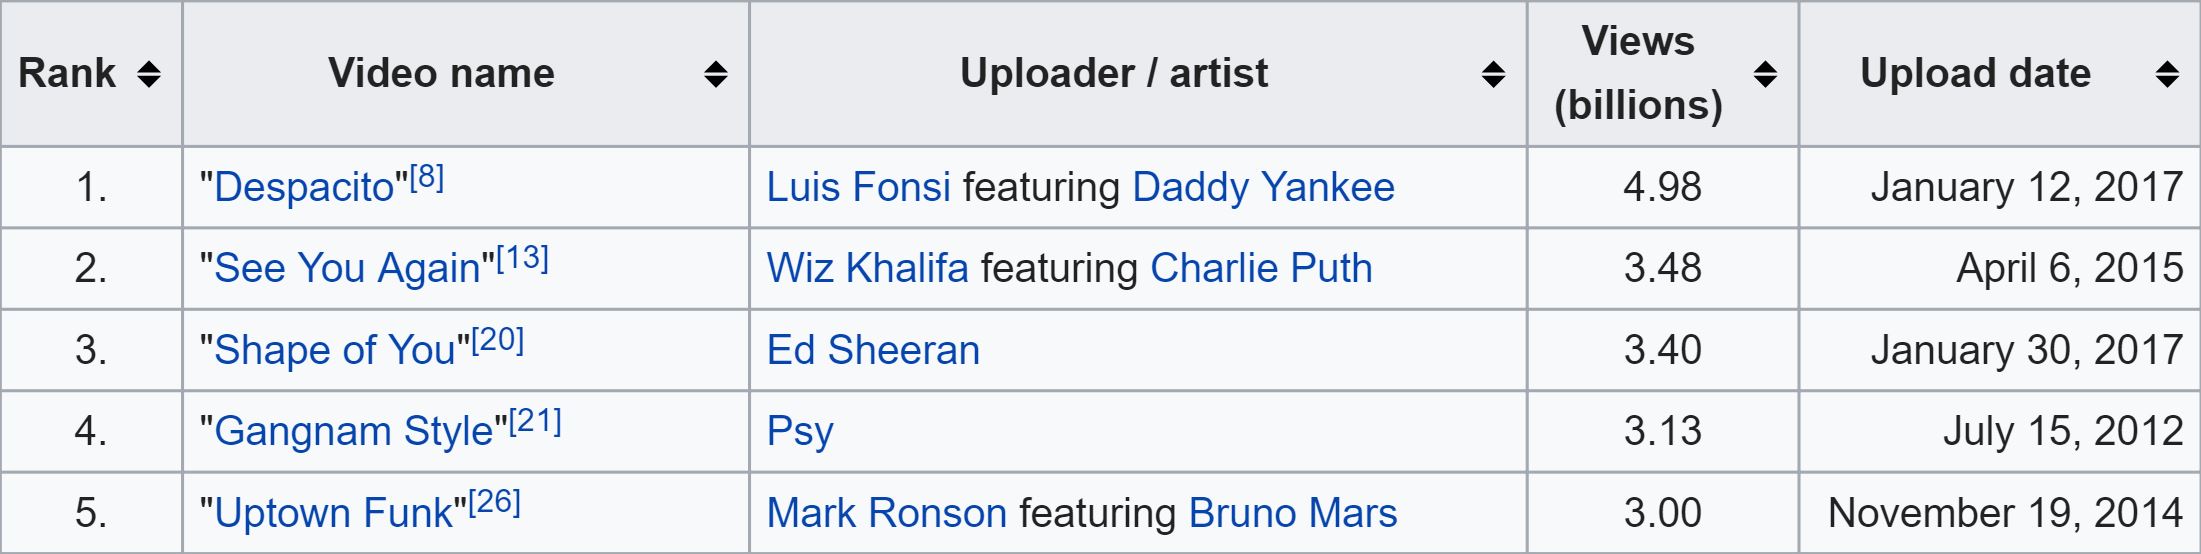 Rank Video name Uploader / artist Views (billions) Upload date
1. "Despacito"[8] Luis Fonsi featuring Daddy Yankee 4.98 January 12, 2017
2. "See You Again"[13] Wiz Khalifa featuring Charlie Puth 3.48 April 6, 2015
3. "Shape of You"[20] Ed Sheeran 3.40 January 30, 2017
4. "Gangnam Style"[21] Psy 3.13 July 15, 2012
5. "Uptown Funk"[26] Mark Ronson featuring Bruno Mars 3.00 November 19, 2014